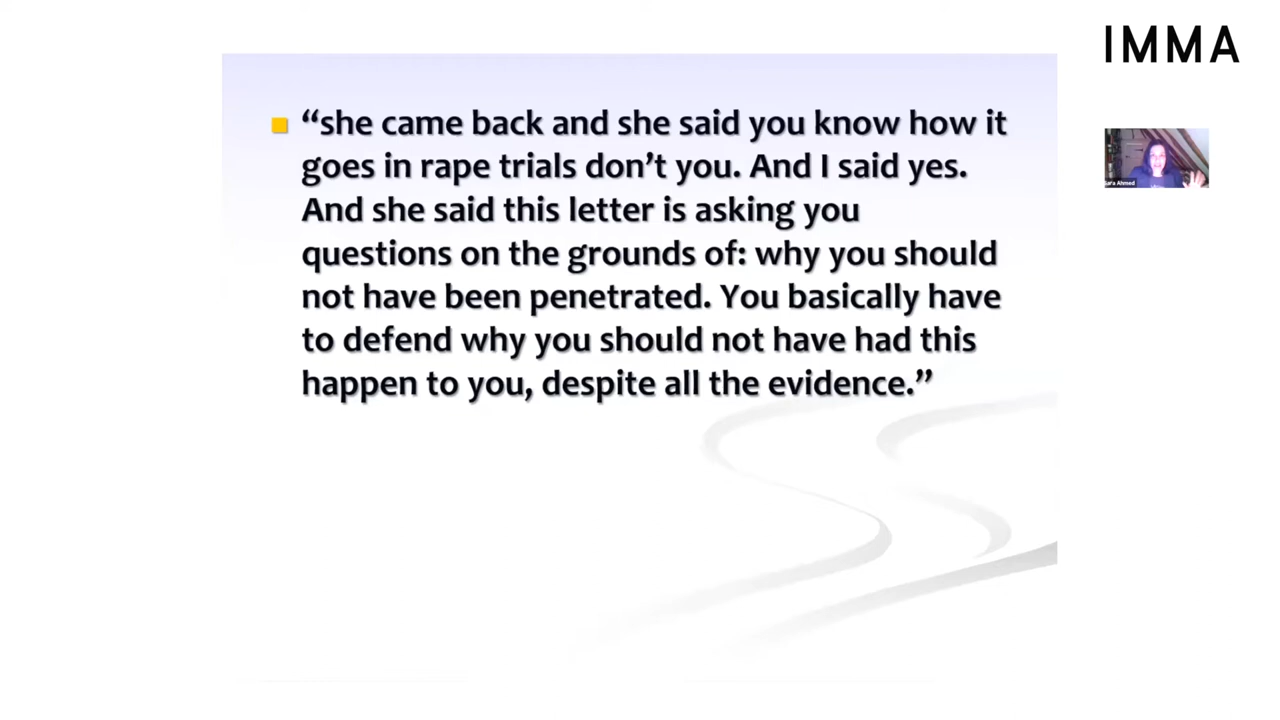 IMMA
“she came back and she said you know how it
goes in rape trials don’t you. And I said yes.
And she said this letter is asking you
questions on the grounds of: why you should
not have been penetrated. You basically have
to defend why you should not have had this
happen to you, despite all the evidence.”
Sara Ahmed